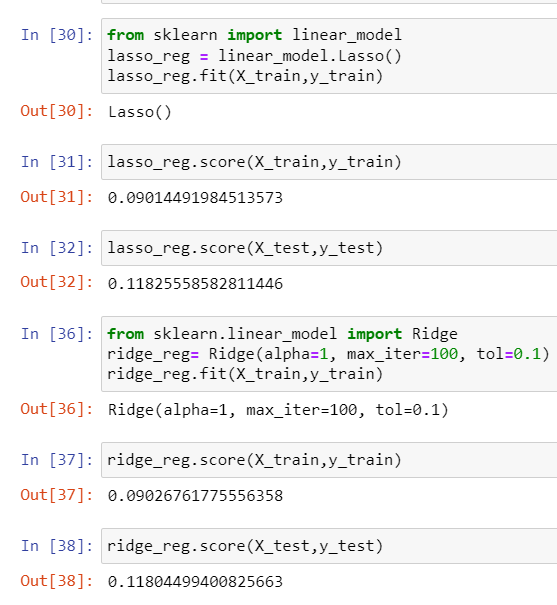 In [30]: from sklearn import linear_model
lasso_reg = linear_model.Lasso()
lasso_reg.fit(X_train,y_train)
Out[30]: Lasso()
In [31]: lasso_reg.score(X_train,y_train)
Out[31]: 0.09014491984513573
In [32]: lasso_reg.score(X_test,y_test)
Out[32]: 0.11825558582811446
In [36]: from sklearn.linear_model import Ridge
ridge_reg= Ridge(alpha=1, max_iter=100, tol=0.1)
ridge_reg.fit(X_train,y_train)
Out[36]: Ridge(alpha=1, max_iter=100, tol=0.1)
In [37]: ridge_reg.score(X_train,y_train)
Out[37]: 0.09026761775556358
In [38]: ridge_reg.score(X_test,y_test)
Out[38]: 0.11804499400825663